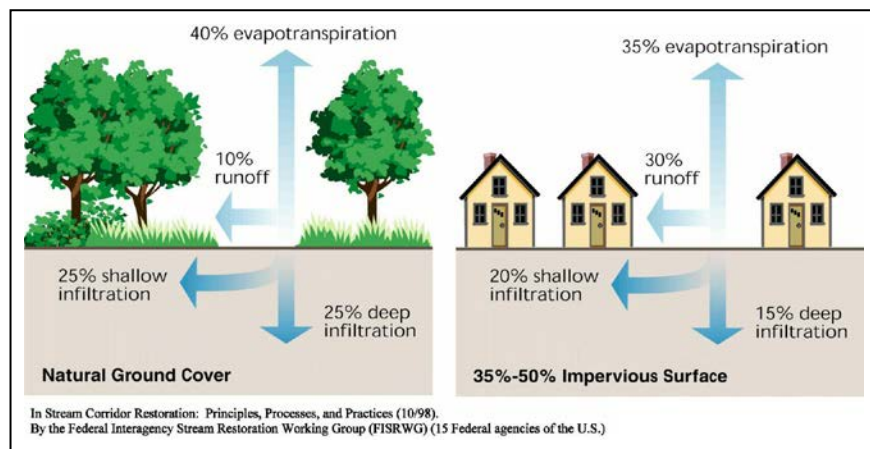 40% evapotranspiration
10%
runoff
25% shallow
infiltration
25% deep
infiltration
Natural Ground Cover
35% evapotranspiration
30%
runoff
20% shallow
infiltration
15% deep
infiltration
35%-50% Impervious Surface
In Stream Corridor Restoration: Principles, Processes, and Practices (10/98).
By the Federal Interagency Stream Restoration Working Group (FISRWG) (15 Federal agencies of the U.S.)